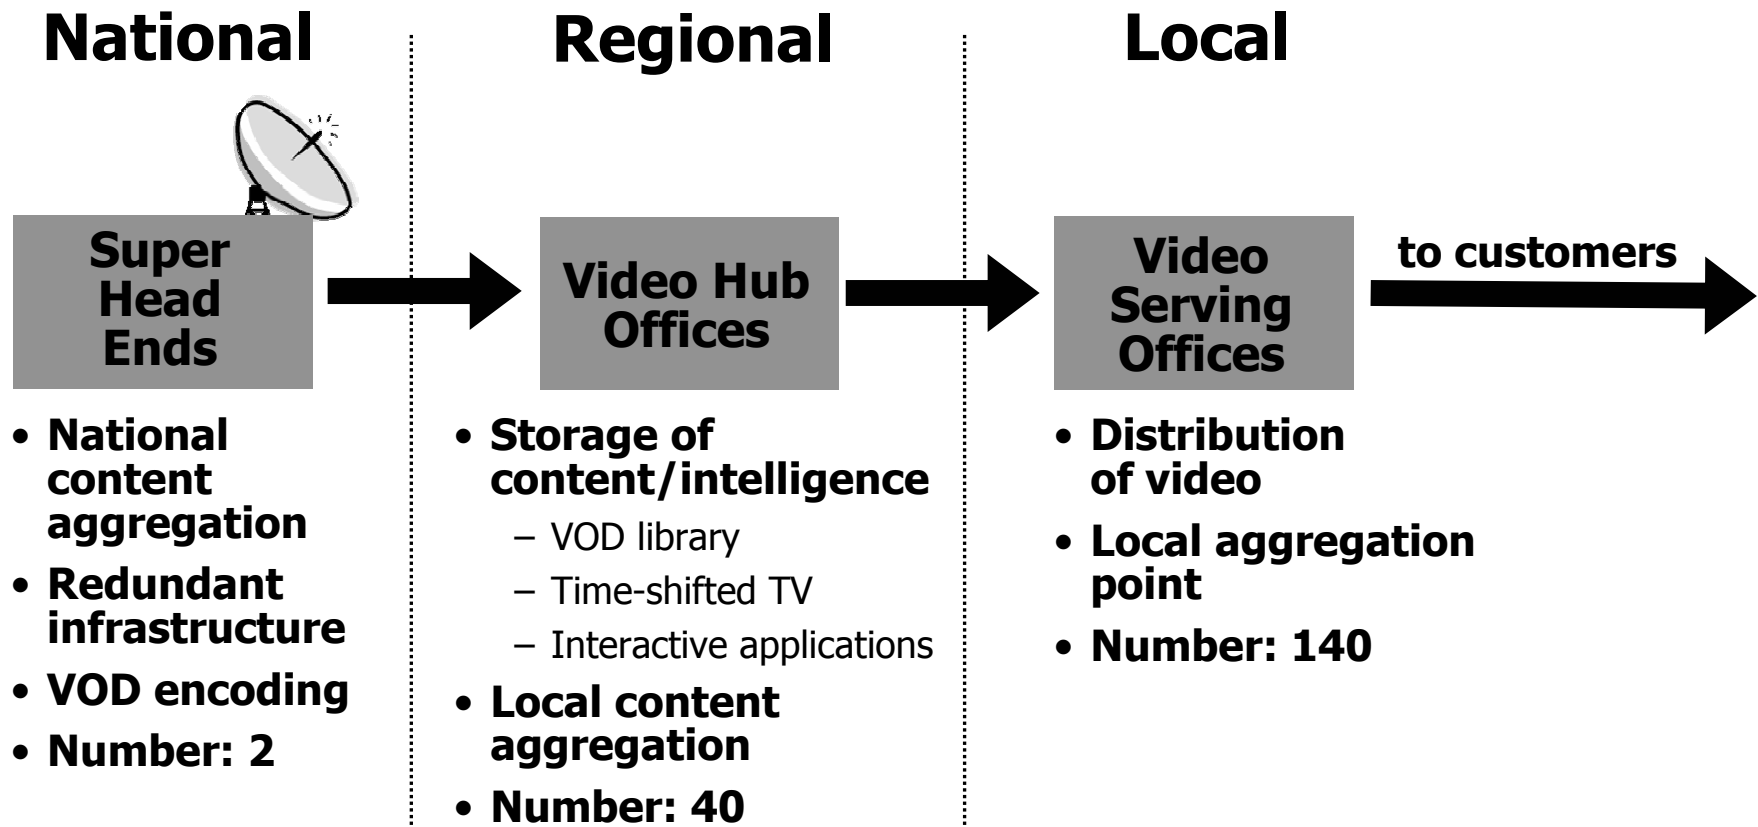 National
Super
Head
Ends
• National
content
aggregation
• Redundant
infrastructure
• VOD encoding
• Number: 2
Regional
Video Hub
Offices
• Storage of
content/intelligence
– VOD library
– Time-shifted TV
– Interactive applications
• Local content
aggregation
• Number: 40
Local
Video
Serving
Offices
to customers
• Distribution
of video
• Local aggregation
point
• Number: 140